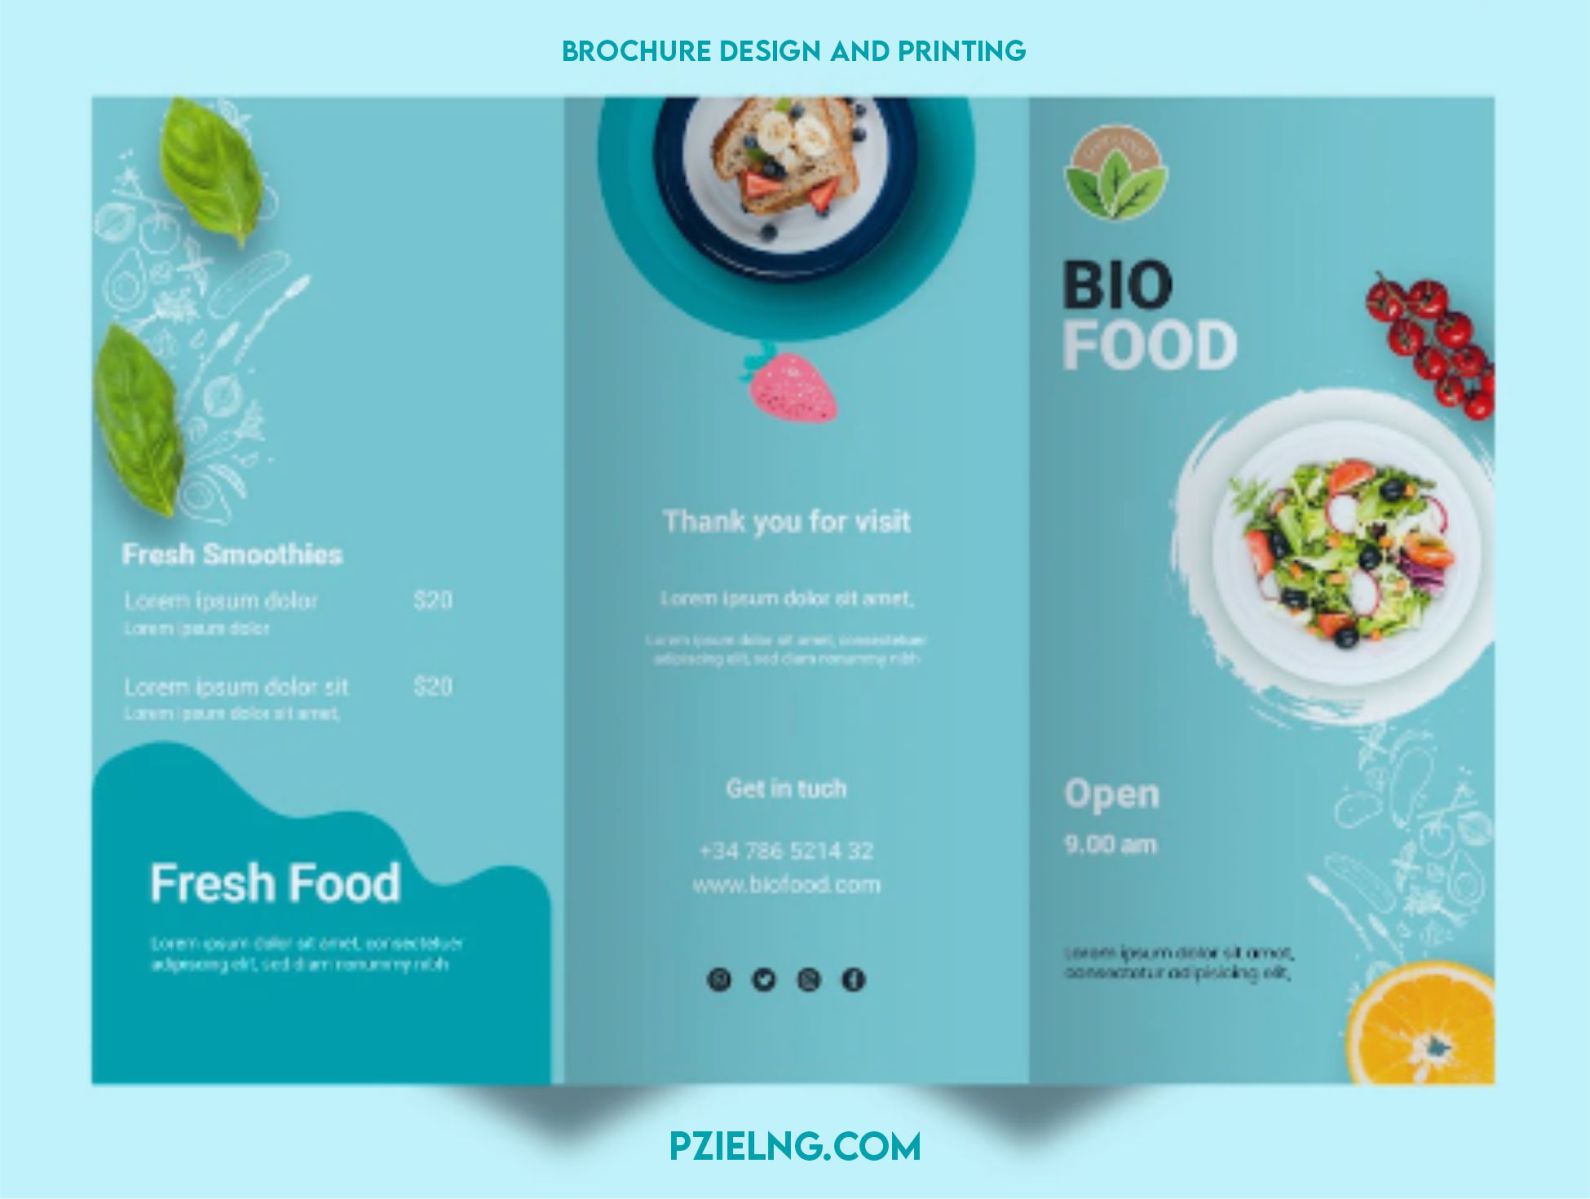 BROCHURE DESIGN AND PRINTING
Fresh Smoothies
Lorem ipsum dolor $20
Lorem ipsum dolor
Lorem ipsum dolor sit $20
Lorem ipsum dolor sit amet,
Fresh Food
Lorem ipsum dolor sit amet, consectetuer
adipiscing elit, sed diam nonummy nibh
Thank you for visit
Lorem ipsum dolor sit amet,
Lorem ipsum dolor sit amet, consectetuer
adipiscing elit, sed diam nonummy nibh
Get in tuch
+34 786 5214 32
www.biofood.com
BIO
FOOD
Open
9.00 am
Lorem ipsum dolor sit amet,
consectetur adipisicing elit,
PZIELNG.COM